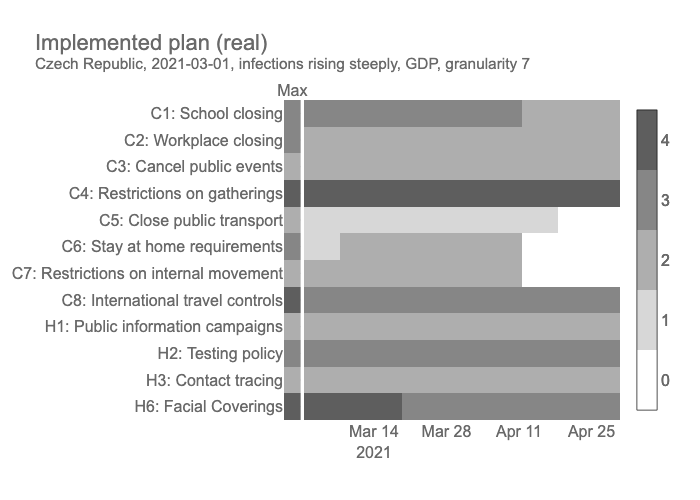 Implemented plan (real)
Czech Republic, 2021-03-01, infections rising steeply, GDP, granularity 7
Max
C1: School closing
C2: Workplace closing
C3: Cancel public events
C4: Restrictions on gatherings
C5: Close public transport
C6: Stay at home requirements
C7: Restrictions on internal movement
C8: International travel controls
H1: Public information campaigns
H2: Testing policy
H3: Contact tracing
H6: Facial Coverings
Mar 14 Mar 28 Apr 11 Apr 25
2021
4
3
2
1
0